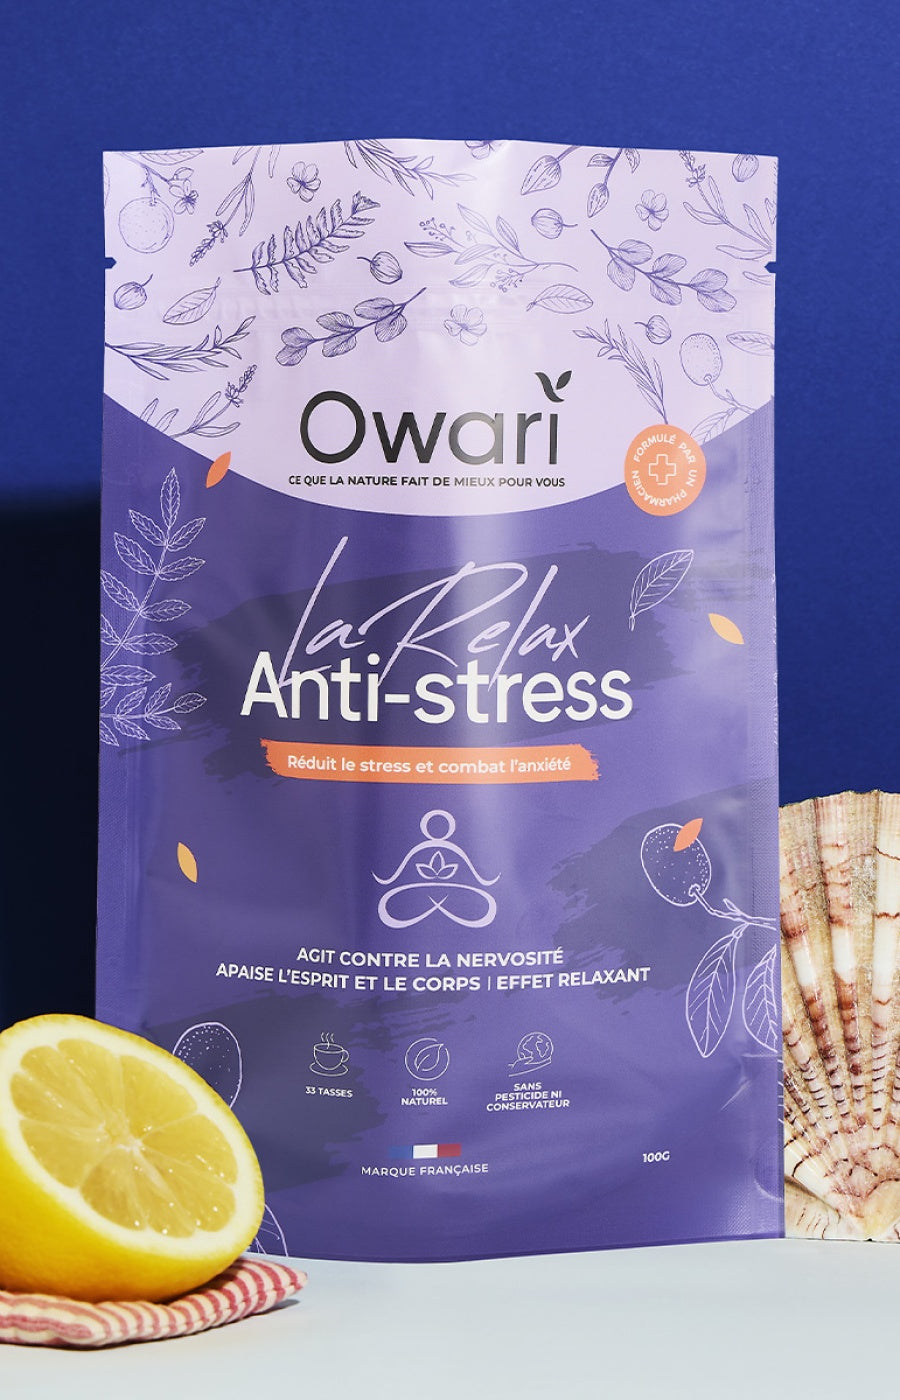 Owari
CE QUE LA NATURE FAIT DE MIEUX POUR VOUS
FORMULÉ PAR UN PHARMACIEN
La Relax
Anti-stress
Réduit le stress et combat l'anxiété
AGIT CONTRE LA NERVOSITÉ
APAISE L'ESPRIT ET LE CORPS | EFFET RELAXANT
33 TASSES
100%
NATUREL
SANS
PESTICIDE NI
CONSERVATEUR
MARQUE FRANÇAISE
100G